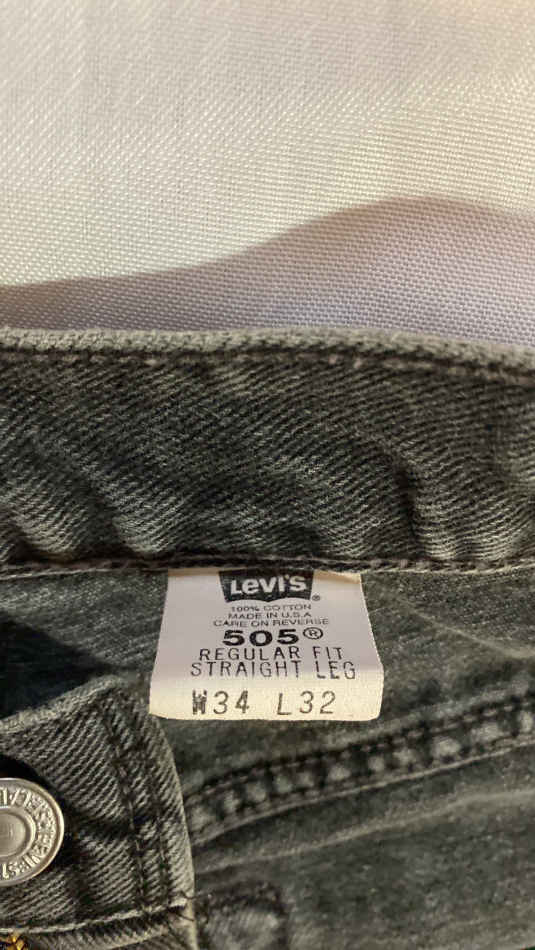 LEVI'S®
100% COTTON
MADE IN U.S.A
CARE ON REVERSE
505®
REGULAR FIT
STRAIGHT LEG
W34 L32